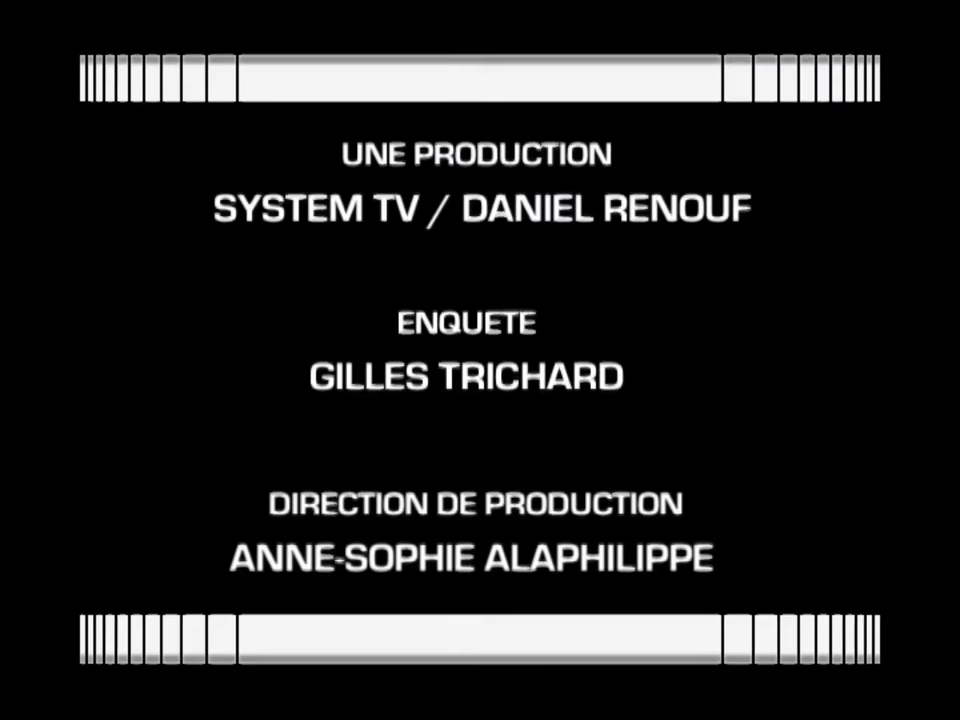 UNE PRODUCTION
SYSTEM TV / DANIEL RENOUF
ENQUETE
GILLES TRICHARD
DIRECTION DE PRODUCTION
ANNE-SOPHIE ALAPHILIPPE